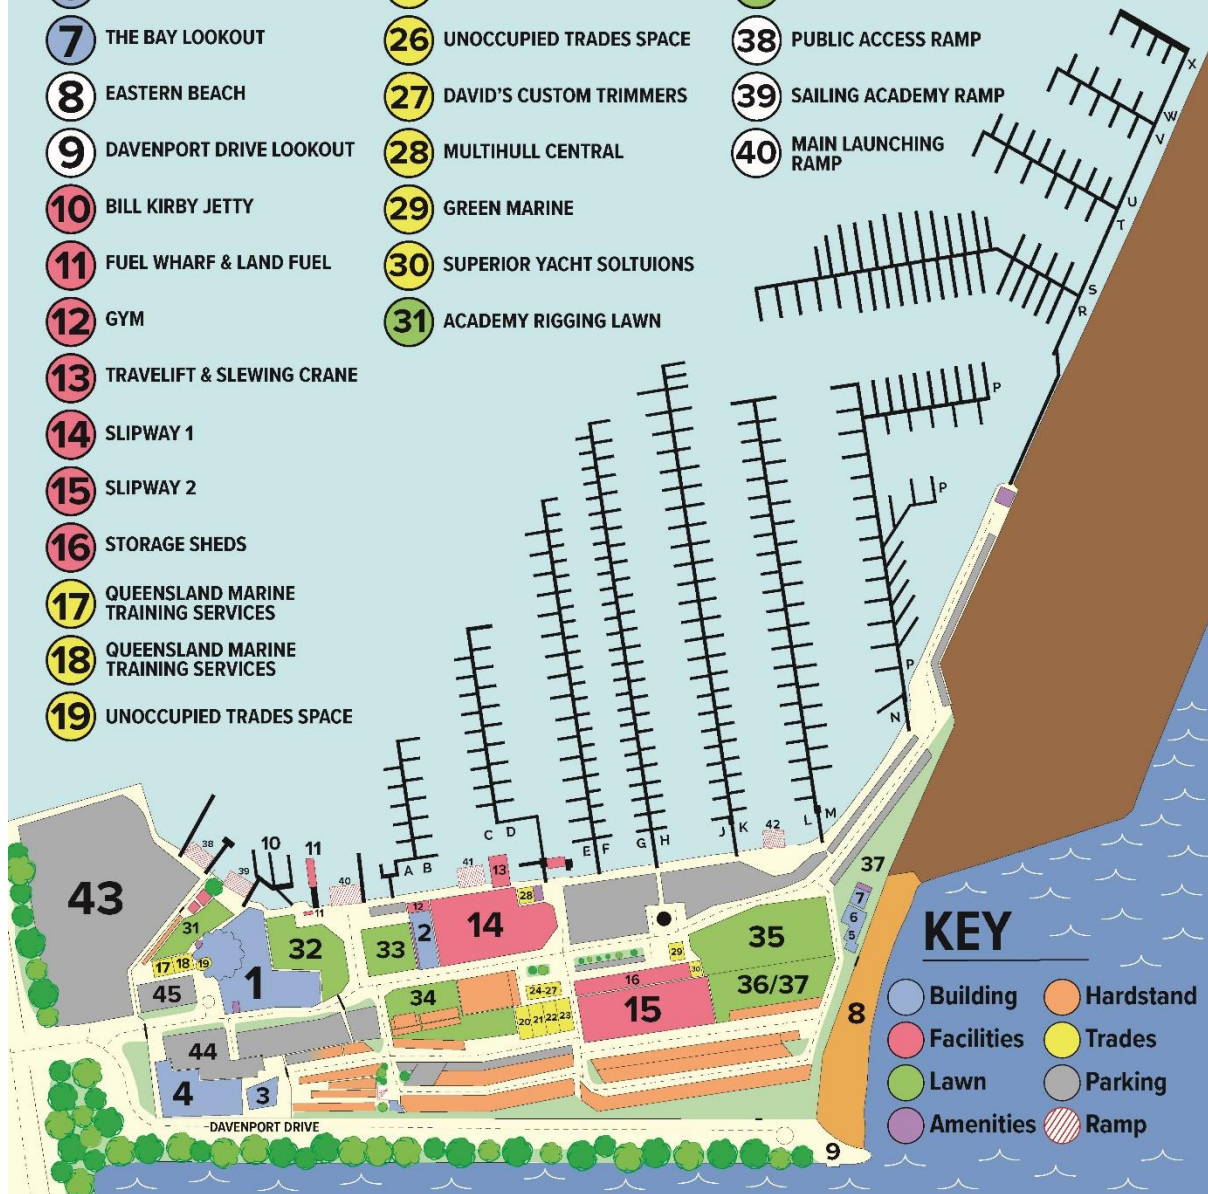 7 THE BAY LOOKOUT
8 EASTERN BEACH
9 DAVENPORT DRIVE LOOKOUT
10 BILL KIRBY JETTY
11 FUEL WHARF & LAND FUEL
12 GYM
13 TRAVELIFT & SLEWING CRANE
14 SLIPWAY 1
15 SLIPWAY 2
16 STORAGE SHEDS
17 QUEENSLAND MARINE
TRAINING SERVICES
18 QUEENSLAND MARINE
TRAINING SERVICES
19 UNOCCUPIED TRADES SPACE
26 UNOCCUPIED TRADES SPACE
27 DAVID'S CUSTOM TRIMMERS
28 MULTIHULL CENTRAL
29 GREEN MARINE
30 SUPERIOR YACHT SOLTUIONS
31 ACADEMY RIGGING LAWN
38 PUBLIC ACCESS RAMP
39 SAILING ACADEMY RAMP
40 MAIN LAUNCHING
RAMP
X
W
V
U
T
S
R
P
P
P
N
M
L
K
J
H
G
F
E
D
C
B
A
43
38
39
10
11
11
40
41
13
42
31
17 18 19
45
1
32
33
12
2
14
28
34
24-27
20 21 22 23
16
15
29
30
35
36/37
37
7
6
5
8
9
44
4
3
DAVENPORT DRIVE
KEY
Building
Hardstand
Facilities
Trades
Lawn
Parking
Amenities
Ramp